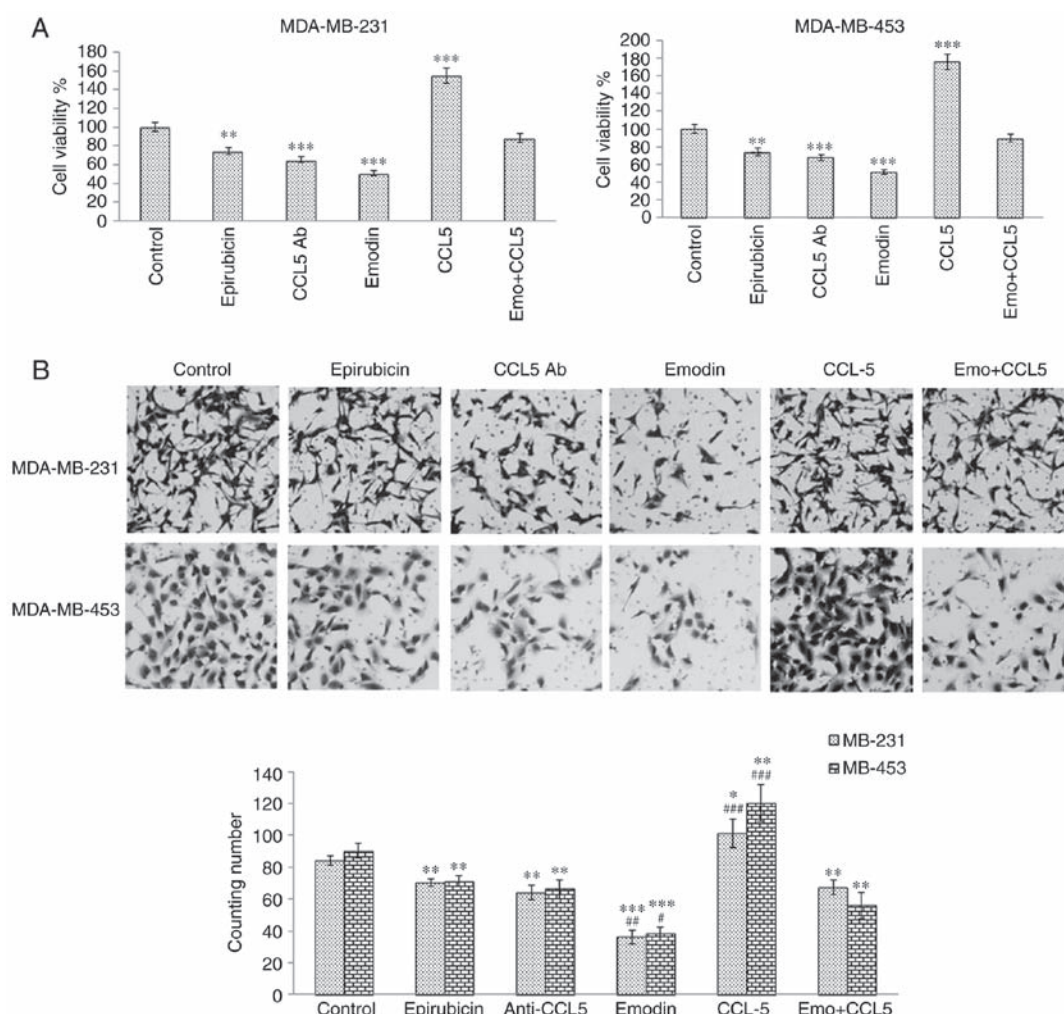 A
MDA-MB-231
Cell viability %
180
160
140
120
100
80
60
40
20
0
** *** *** ***
Control Epirubicin CCL5 Ab Emodin CCL5 Emo+CCL5
MDA-MB-453
Cell viability %
200
180
160
140
120
100
80
60
40
20
0
** *** *** ***
Control Epirubicin CCL5 Ab Emodin CCL5 Emo+CCL5
B
Control Epirubicin CCL5 Ab Emodin CCL-5 Emo+CCL5
MDA-MB-231
MDA-MB-453
MB-231
MB-453
Counting number
140
120
100
80
60
40
20
0
** ** ** ** *** *** * ** ** **
## # ### ###
Control Epirubicin Anti-CCL5 Emodin CCL-5 Emo+CCL5